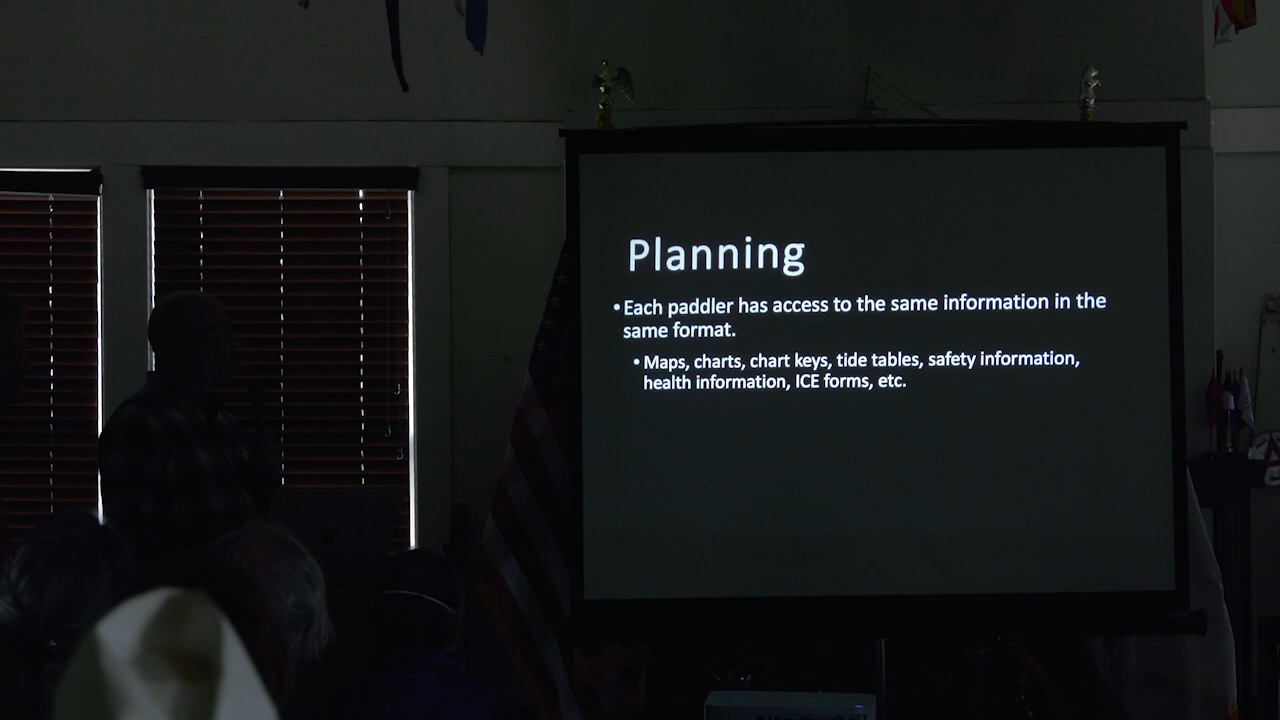 Planning
• Each paddler has access to the same information in the
same format.
• Maps, charts, chart keys, tide tables, safety information,
health information, ICE forms, etc.